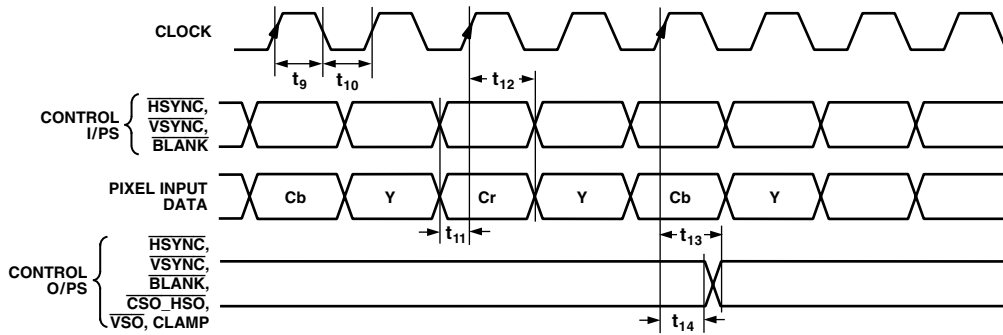 CLOCK
t9
t10
t12
CONTROL
I/PS
HSYNC,
VSYNC,
BLANK
PIXEL INPUT
DATA
Cb
Y
Cr
Y
Cb
Y
t11
t13
CONTROL
O/PS
HSYNC,
VSYNC,
BLANK,
CSO_HSO,
VSO, CLAMP
t14